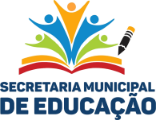 SECRETARIA MUNICIPAL
DE EDUCAÇÃO